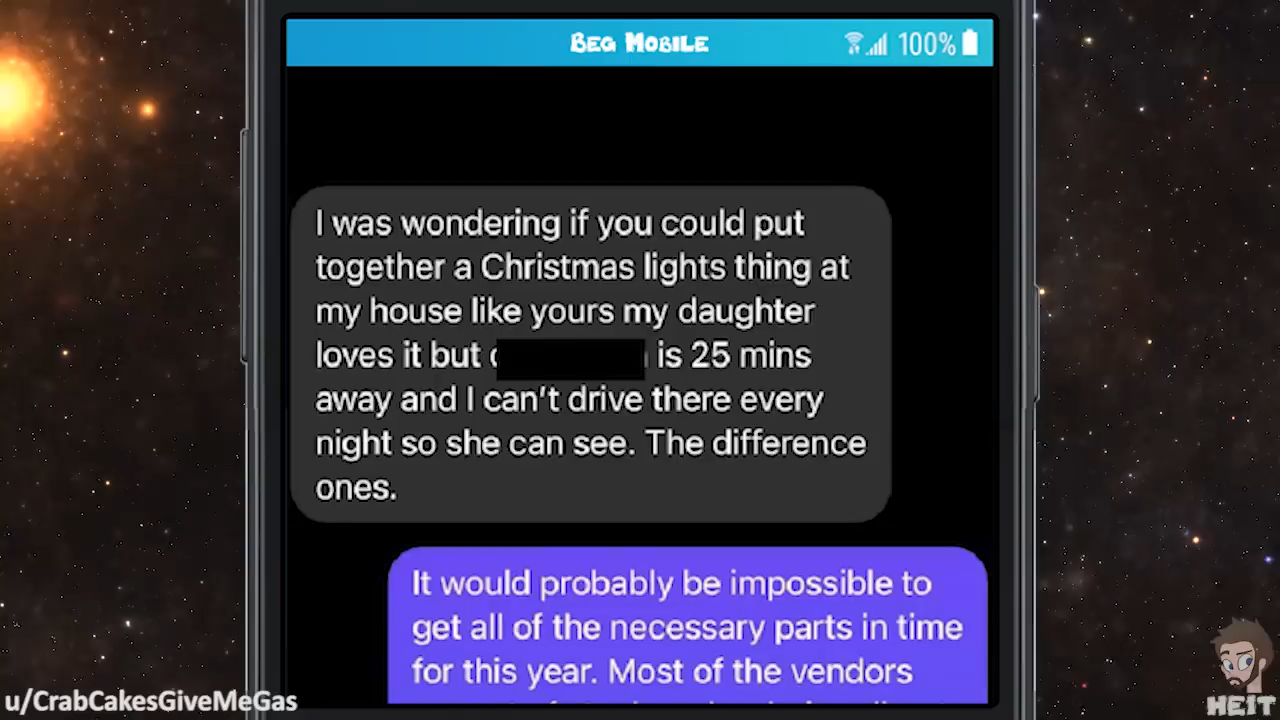 BEG MOBILE
100%
I was wondering if you could put
together a Christmas lights thing at
my house like yours my daughter
loves it but is 25 mins
away and I can't drive there every
night so she can see. The difference
ones.
It would probably be impossible to
get all of the necessary parts in time
for this year. Most of the vendors
u/CrabCakesGiveMeGas
HEIT